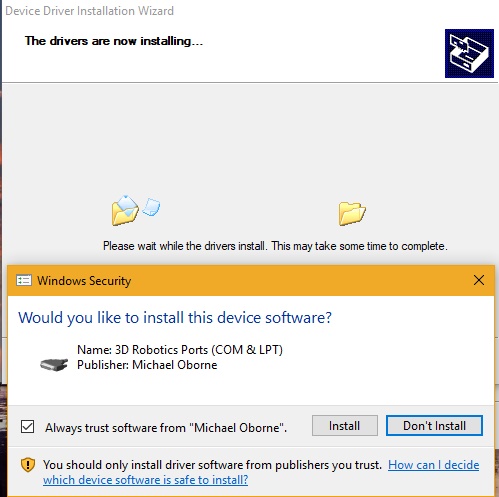 Device Driver Installation Wizard
The drivers are now installing...
Please wait while the drivers install. This may take some time to complete.
Windows Security
Would you like to install this device software?
Name: 3D Robotics Ports (COM & LPT)
Publisher: Michael Oborne
Always trust software from "Michael Oborne".
Install
Don't Install
You should only install driver software from publishers you trust. How can I decide
which device software is safe to install?